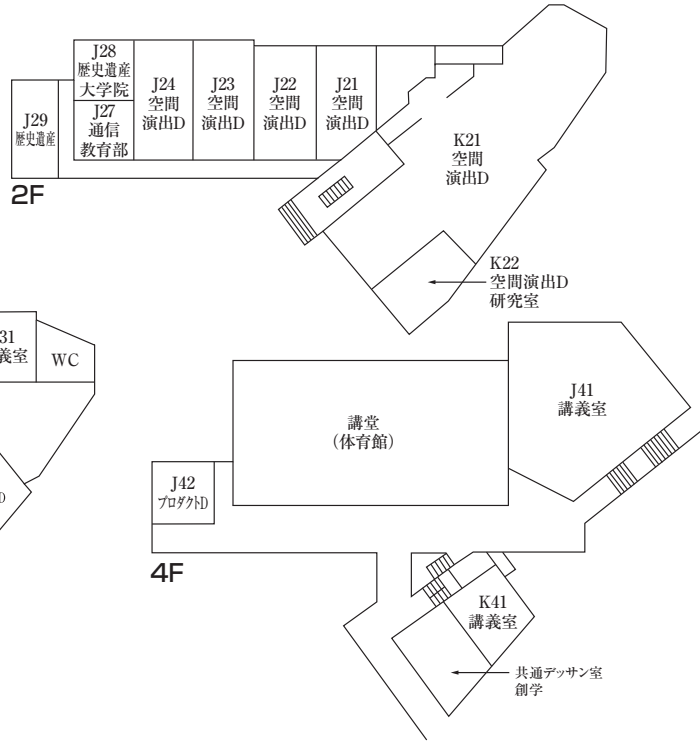 J28
歴史遺産
大学院
J27
通信
教育部
J29
歴史遺産
J24
空間
演出D
J23
空間
演出D
J22
空間
演出D
J21
空間
演出D
K21
空間
演出D
2F
K22
空間演出D
研究室
31
義室
WC
D
J41
講義室
講堂
（体育館）
J42
プロダクトD
4F
K41
講義室
共通デッサン室
創学